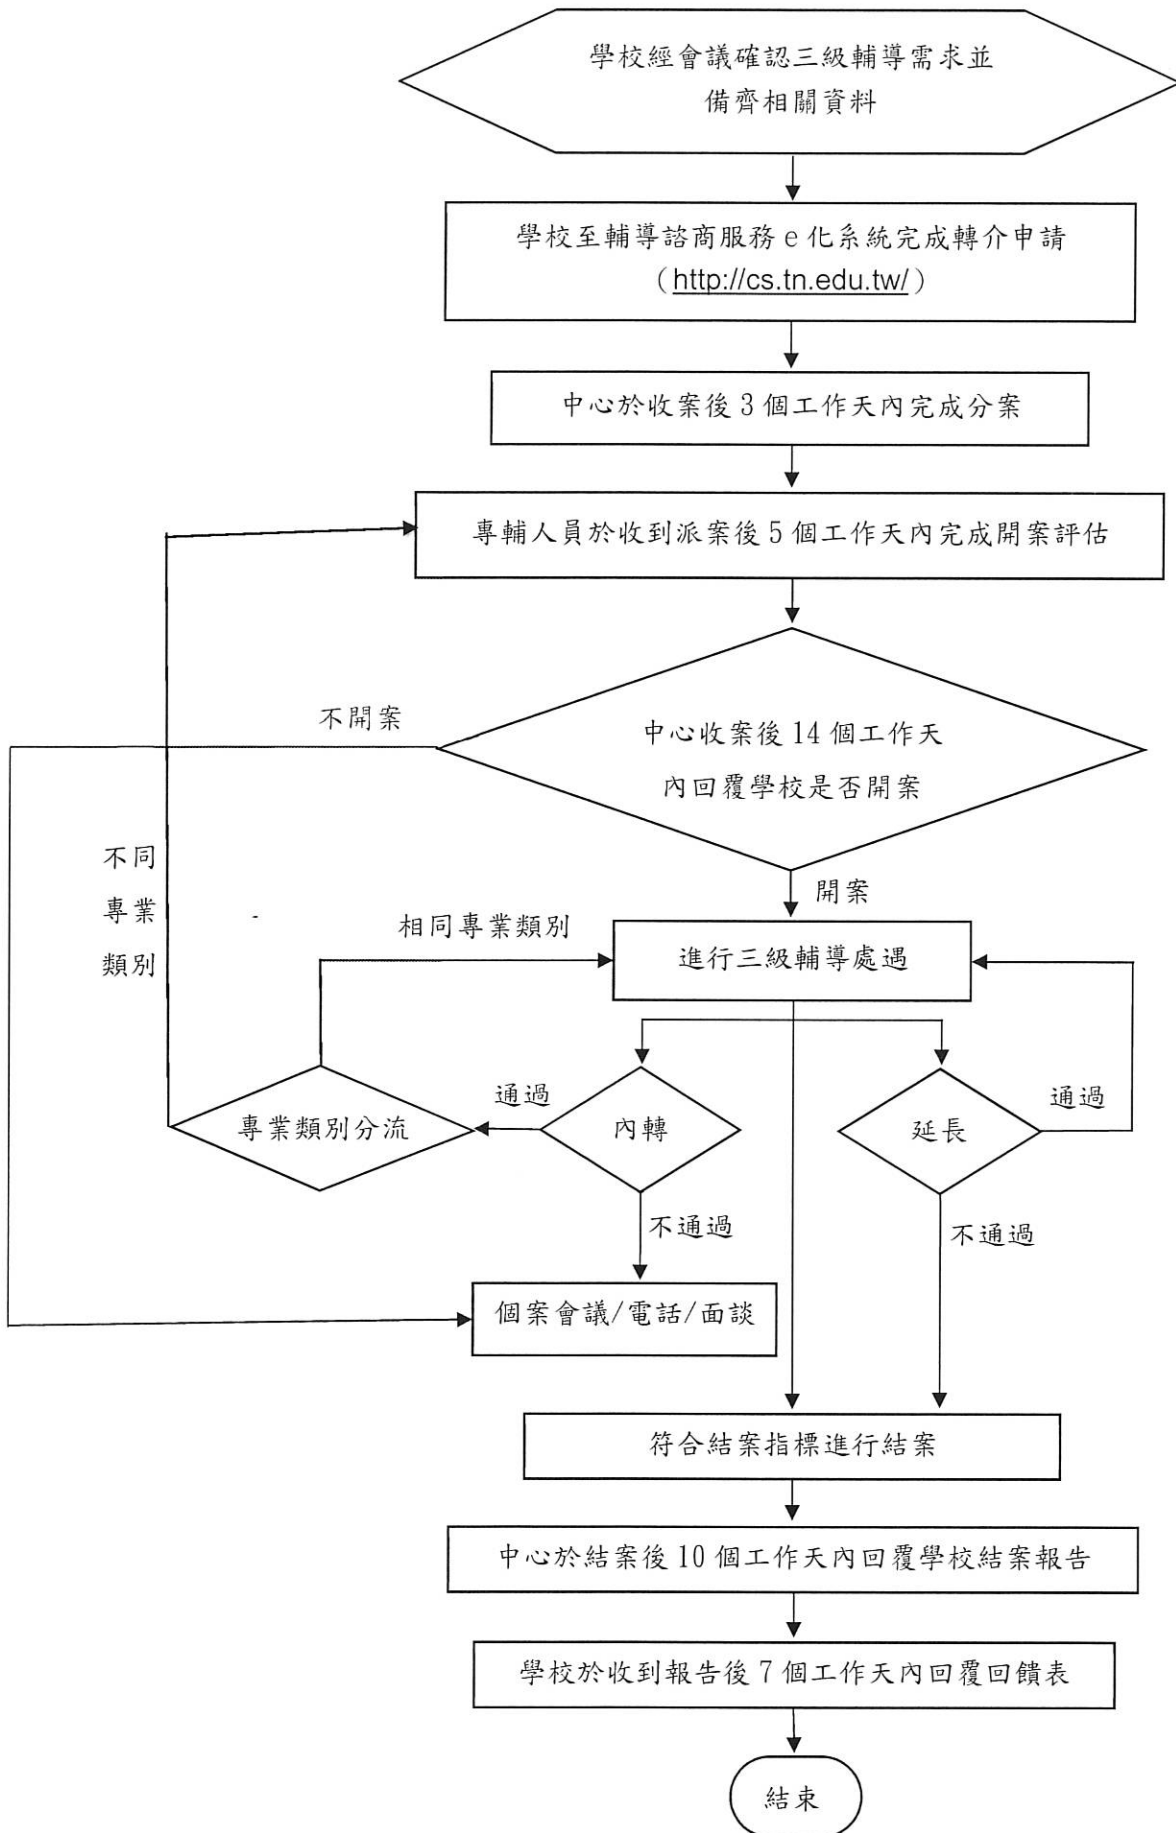 學校經會議確認三級輔導需求並
備齊相關資料
學校至輔導諮商服務 e 化系統完成轉介申請
（http://cs.tn.edu.tw/）
中心於收案後 3 個工作天內完成分案
專輔人員於收到派案後 5 個工作天內完成開案評估
不開案
中心收案後 14 個工作天
內回覆學校是否開案
不同
專業
類別
開案
相同專業類別
進行三級輔導處遇
專業類別分流
通過
內轉
延長
通過
不通過
不通過
個案會議/電話/面談
符合結案指標進行結案
中心於結案後 10 個工作天內回覆學校結案報告
學校於收到報告後 7 個工作天內回覆回饋表
結束